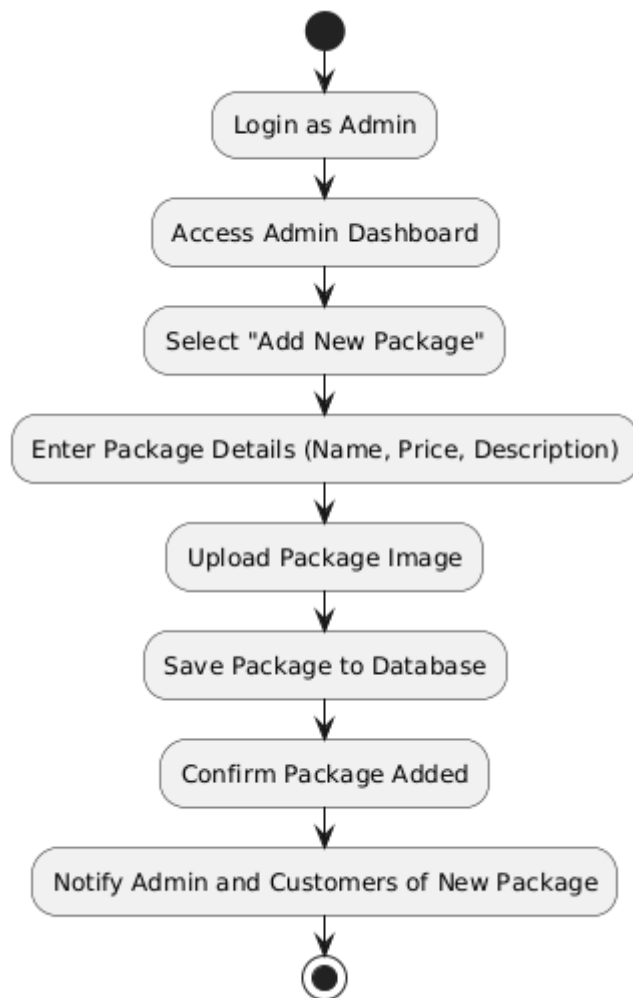 Login as Admin
Access Admin Dashboard
Select "Add New Package"
Enter Package Details (Name, Price, Description)
Upload Package Image
Save Package to Database
Confirm Package Added
Notify Admin and Customers of New Package